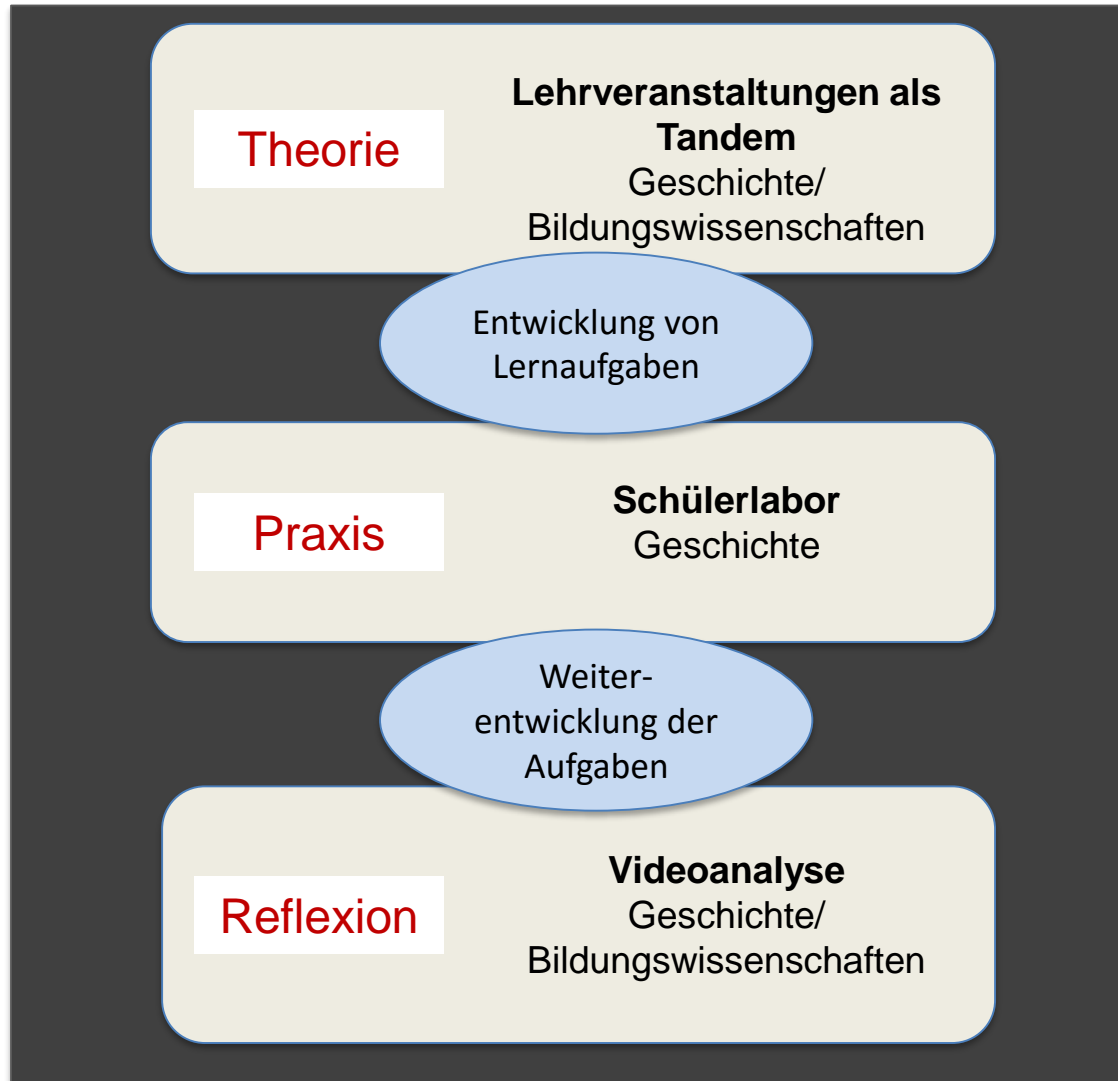 Theorie
Lehrveranstaltungen als
Tandem
Geschichte/
Bildungswissenschaften
Entwicklung von
Lernaufgaben
Praxis
Schülerlabor
Geschichte
Weiter-
entwicklung der
Aufgaben
Reflexion
Videoanalyse
Geschichte/
Bildungswissenschaften